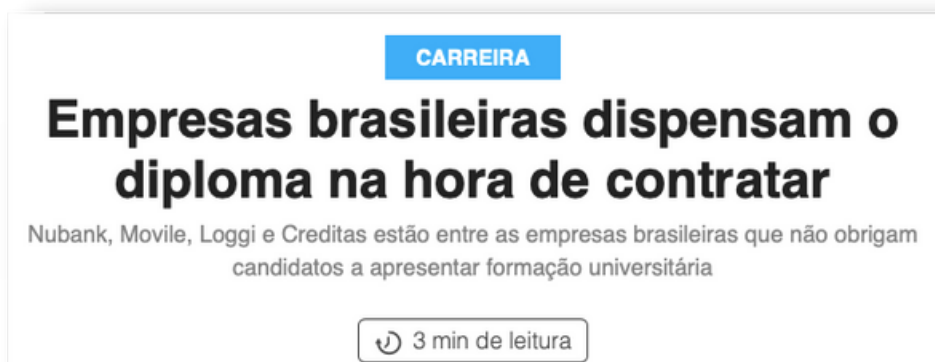 CARREIRA
Empresas brasileiras dispensam o
diploma na hora de contratar
Nubank, Movile, Loggi e Creditas estão entre as empresas brasileiras que não obrigam
candidatos a apresentar formação universitária
3 min de leitura